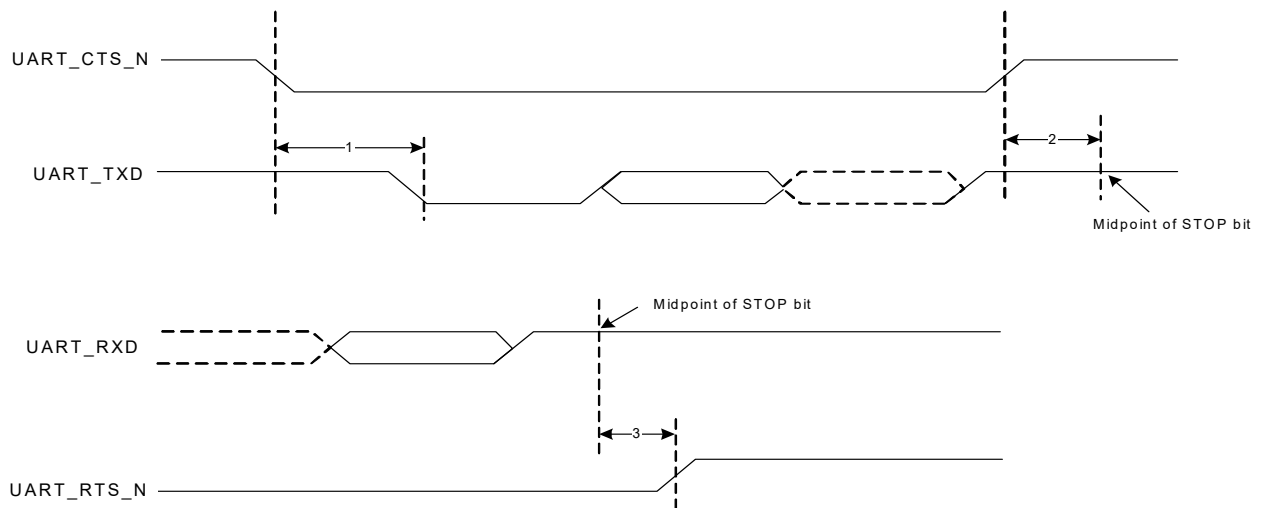 UART_CTS_N
1
2
UART_TXD
Midpoint of STOP bit
Midpoint of STOP bit
UART_RXD
3
UART_RTS_N